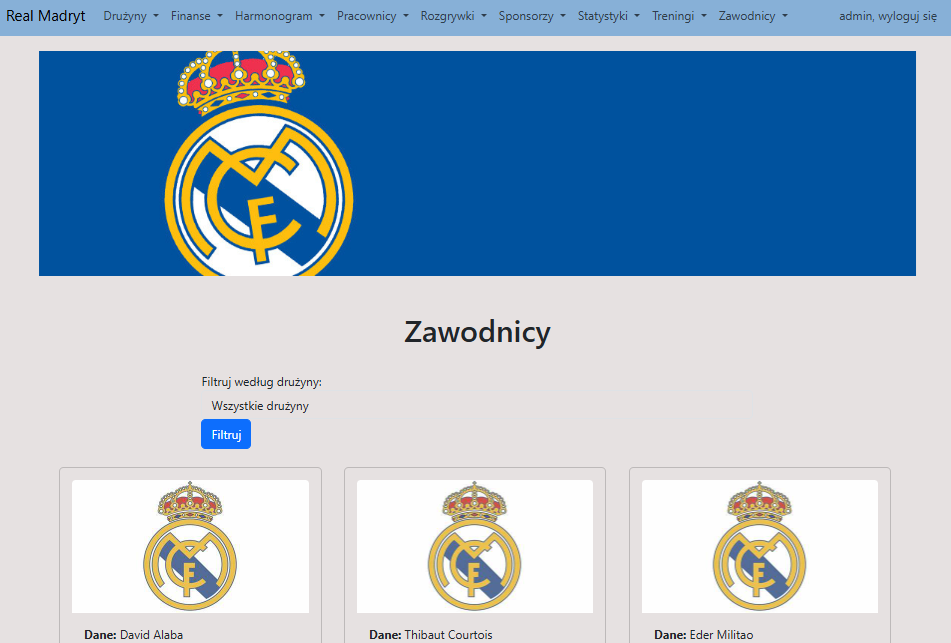 Real Madryt Drużyny Finanse Harmonogram Pracownicy Rozgrywki Sponsorzy Statystyki Treningi Zawodnicy admin, wyloguj się
Zawodnicy
Filtruj według drużyny:
Wszystkie drużyny
Filtruj
Dane: David Alaba
Dane: Thibaut Courtois
Dane: Eder Militao